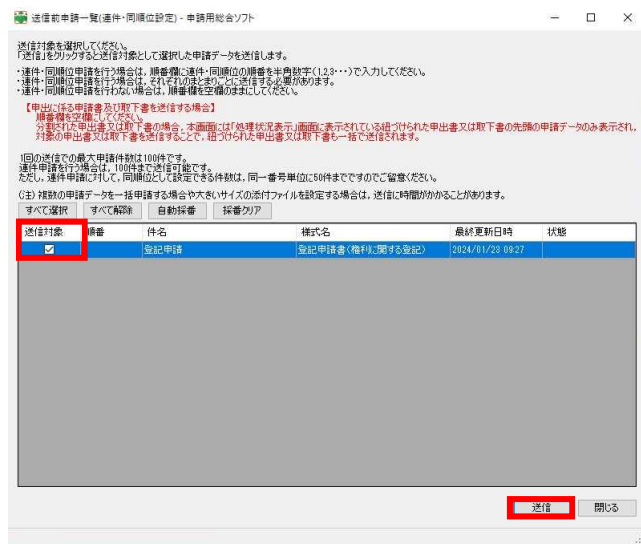 送信前申請一覧(連件・同順位設定) - 申請用総合ソフト
送信対象を選択してください。
「送信」をクリックすると送信対象として選択した申請データを送信します。
・連件・同順位申請を行う場合は, 順番欄に連件・同順位の順番を半角数字(1,2,3・・・)で入力してください。
・連件・同順位申請を行う場合は, それぞれのまとまりごとに送信する必要があります。
・連件・同順位申請を行わない場合は, 順番欄を空欄のままにしてください。
【申出に係る申請書及び取下書を送信する場合】
順番欄を空欄にしてください。
分割された申出書又は取下書の場合, 本画面には「処理状況表示」画面に表示されている紐づけられた申出書又は取下書の先頭の申請データのみ表示され,
対象の申出書又は取下書を送信することで, 紐づけられた申出書又は取下書も一括で送信されます。
1回の送信での最大申請件数は100件です。
連件申請を行う場合は, 100件まで送信可能です。
ただし, 連件申請に対して, 同順位として設定できる件数は, 同一番号単位に50件までですのでご留意ください。
(注) 複数の申請データを一括申請する場合や大きいサイズの添付ファイルを設定する場合は, 送信に時間がかかることがあります。
すべて選択 すべて解除 自動採番 採番クリア
送信対象 順番 件名 様式名 最終更新日時 状態
登記申請 登記申請書(権利に関する登記) 2024/01/23 09:27
送信 閉じる